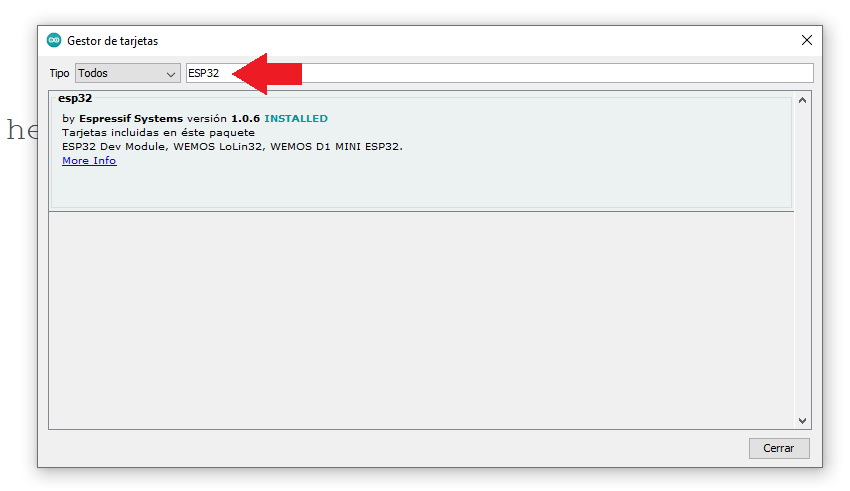 Gestor de tarjetas
Tipo Todos ESP32
esp32
he
by Espressif Systems versión 1.0.6 INSTALLED
Tarjetas incluidas en éste paquete
ESP32 Dev Module, WEMOS LoLin32, WEMOS D1 MINI ESP32.
More Info
Cerrar